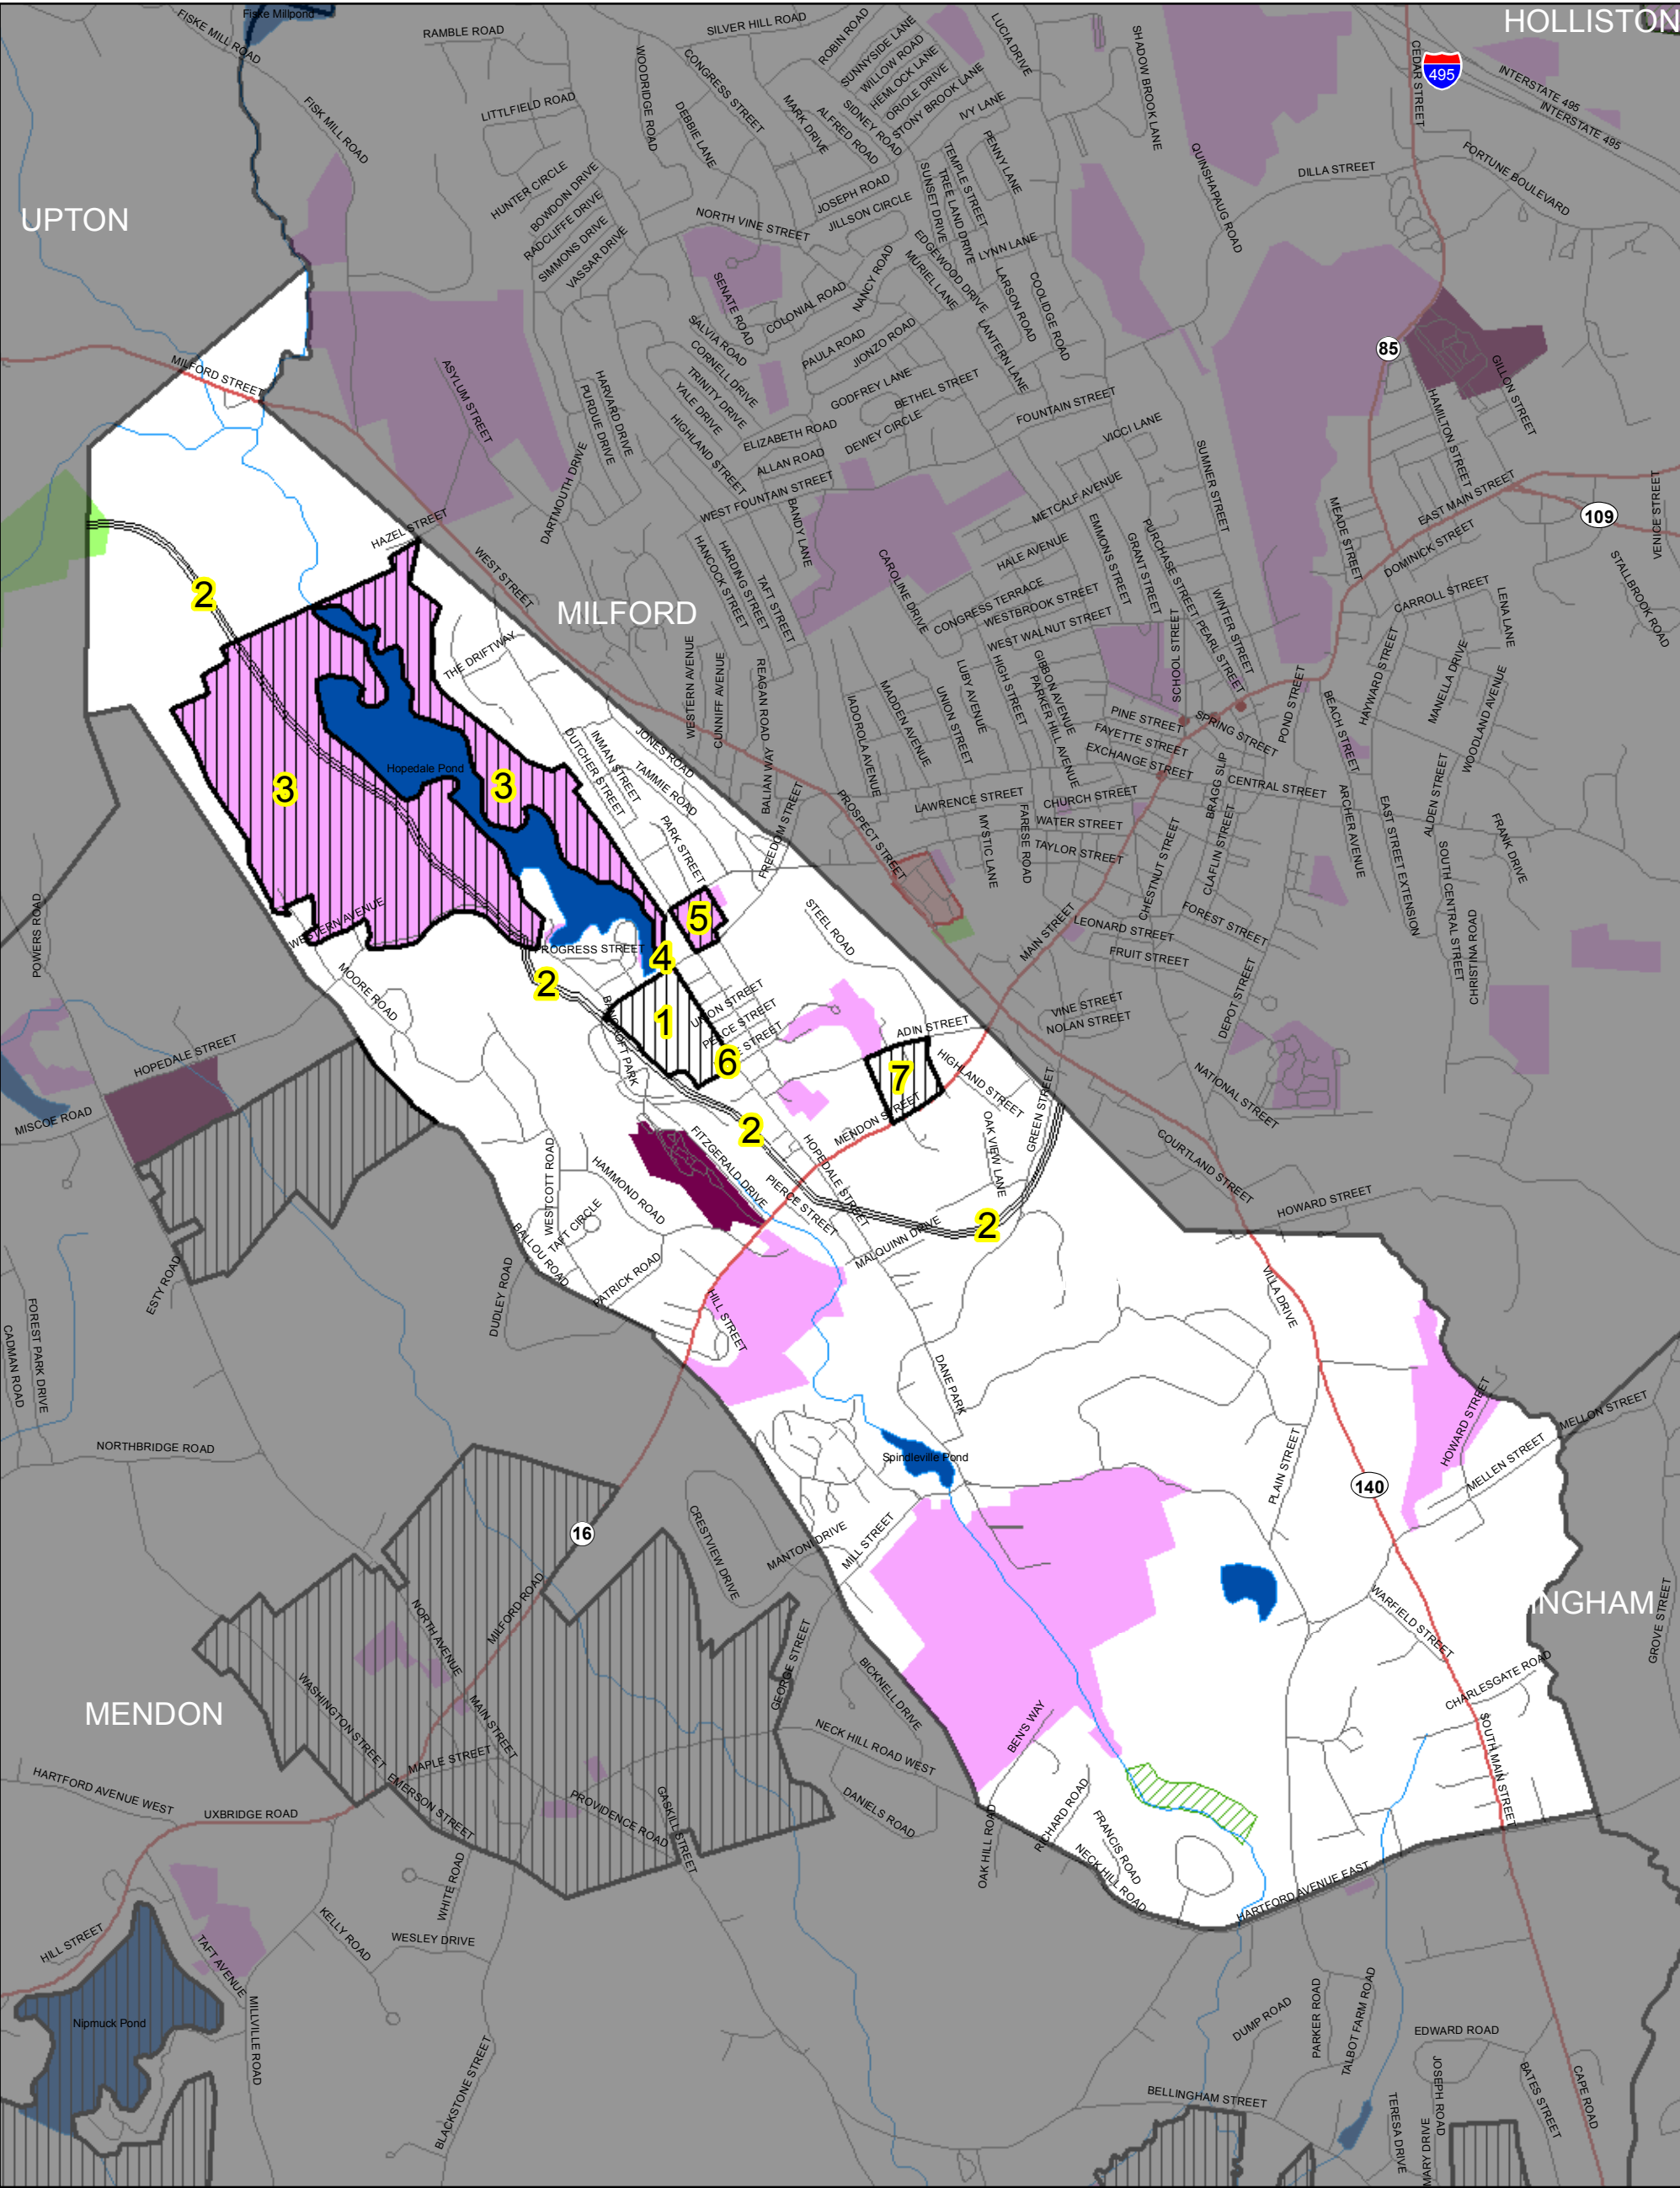 Fiske Millpond
HOLLISTON
FISKE MILL ROAD
RAMBLE ROAD
SILVER HILL ROAD
ROBIN ROAD
SUNNYSIDE LANE
WILLOW ROAD
HEMLOCK LANE
ORIOLE DRIVE
STONY BROOK LANE
LUCIA DRIVE
SHADOW BROOK LANE
CEDAR STREET
495
INTERSTATE 495
INTERSTATE 495
FISK MILL ROAD
LITTLFIELD ROAD
WOODRIDGE ROAD
CONGRESS STREET
DEBBIE LANE
MARK DRIVE
ALFRED ROAD
SIDNEY ROAD
IVY LANE
PENNY LANE
TEMPLE STREET
TREE LAND DRIVE
SUNSET DRIVE
QUINSHAPAUG ROAD
DILLA STREET
FORTUNE BOULEVARD
UPTON
HUNTER CIRCLE
BOWDOIN DRIVE
RADCLIFFE DRIVE
SIMMONS DRIVE
VASSAR DRIVE
NORTH VINE STREET
JOSEPH ROAD
JILLSON CIRCLE
EDGEWOOD DRIVE
LYNN LANE
MURIEL LANE
NANCY ROAD
LARSON ROAD
COOLIDGE ROAD
SENATE ROAD
COLONIAL ROAD
SALVIA ROAD
CORNELL DRIVE
TRINITY DRIVE
YALE DRIVE
PAULA ROAD
JIONZO ROAD
LANTERN LANE
85
MILFORD STREET
ASYLUM STREET
HARVARD DRIVE
PURDUE DRIVE
HIGHLAND STREET
GODFREY LANE
BETHEL STREET
FOUNTAIN STREET
GILLON STREET
HAMILTON STREET
ELIZABETH ROAD
DEWEY CIRCLE
ALLAN ROAD
VICCI LANE
SUMNER STREET
DARTMOUTH DRIVE
WEST FOUNTAIN STREET
BANDY LANE
METCALF AVENUE
EAST MAIN STREET
109
VENICE STREET
HAZEL STREET
WEST STREET
HANCOCK STREET
HARDING STREET
TAFT STREET
CAROLINE DRIVE
HALE AVENUE
EMMONS STREET
GRANT STREET
PURCHASE STREET
MEADE STREET
DOMINICK STREET
STALLBROOK ROAD
2
MILFORD
CONGRESS TERRACE
WESTBROOK STREET
WEST WALNUT STREET
SCHOOL STREET
PEARL STREET
WINTER STREET
CARROLL STREET
LENA LANE
THE DRIFTWAY
WESTERN AVENUE
CUNNIFF AVENUE
REAGAN ROAD
BALIAN WAY
IADOROLA AVENUE
MADDEN AVENUE
UNION STREET
LUBY AVENUE
HIGH STREET
GIBBON AVENUE
PARKER HILL AVENUE
PINE STREET
FAYETTE STREET
EXCHANGE STREET
SPRING STREET
POND STREET
BEACH STREET
HAYWARD STREET
MANELLA DRIVE
WOODLAND AVENUE
Hopedale Pond
3
3
DUTCHER STREET
INMAN STREET
JONES ROAD
TAMMIE ROAD
PARK STREET
FREEDOM STREET
PROSPECT STREET
LAWRENCE STREET
CHURCH STREET
WATER STREET
TAYLOR STREET
MYSTIC LANE
FARESE ROAD
BRAGG SLIP
CENTRAL STREET
CLAFLIN STREET
CHESTNUT STREET
ARCHER AVENUE
EAST STREET EXTENSION
ALDEN STREET
SOUTH CENTRAL STREET
FRANK DRIVE
CHRISTINA ROAD
POWERS ROAD
WESTERN AVENUE
PROGRESS STREET
5
4
STEEL ROAD
MAIN STREET
LEONARD STREET
FRUIT STREET
FOREST STREET
DEPOT STREET
MOORE ROAD
2
1
6
BANCROFT PARK
UNION STREET
ADIN STREET
VINE STREET
NOLAN STREET
7
HIGHLAND STREET
GREEN STREET
NATIONAL STREET
HOPEDALE STREET
MISCOE ROAD
2
MENDON STREET
OAK VIEW LANE
COURTLAND STREET
HOWARD STREET
WESTCOTT ROAD
HAMMOND ROAD
FITZGERALD DRIVE
PIERCE STREET
HOPEDALE STREET
MALQUINN DRIVE
2
TAFT CIRCLE
BALLOU ROAD
PATRICK ROAD
DUDLEY ROAD
ESTY ROAD
FOREST PARK DRIVE
CADMAN ROAD
HILL STREET
VILLA DRIVE
DANE PARK
HOWARD STREET
MELLON STREET
MELLEN STREET
NORTHBRIDGE ROAD
Spindleville Pond
PLAIN STREET
140
16
CRESTVIEW DRIVE
MANTONI DRIVE
MILL STREET
MILFORD ROAD
NORTH AVENUE
GEORGE STREET
INGHAM
WARFIELD STREET
GROVE STREET
CHARLESGATE ROAD
MENDON
WASHINGTON STREET
MAIN STREET
BICKNELL DRIVE
BEN'S WAY
SOUTH MAIN STREET
NECK HILL ROAD WEST
MAPLE STREET
EMERSON STREET
HARTFORD AVENUE WEST
UXBRIDGE ROAD
PROVIDENCE ROAD
GASKILL STREET
DANIELS ROAD
OAK HILL ROAD
RICHARD ROAD
FRANCIS ROAD
NECK HILL ROAD
HARTFORD AVENUE EAST
WHITE ROAD
HILL STREET
TAFT AVENUE
KELLY ROAD
WESLEY DRIVE
Nipmuck Pond
MILLVILLE ROAD
BLACKSTONE STREET
DUMP ROAD
PARKER ROAD
TALBOT FARM ROAD
EDWARD ROAD
JOSEPH ROAD
BATES STREET
CAPE ROAD
BELLINGHAM STREET
TERESA DRIVE
MARY DRIVE